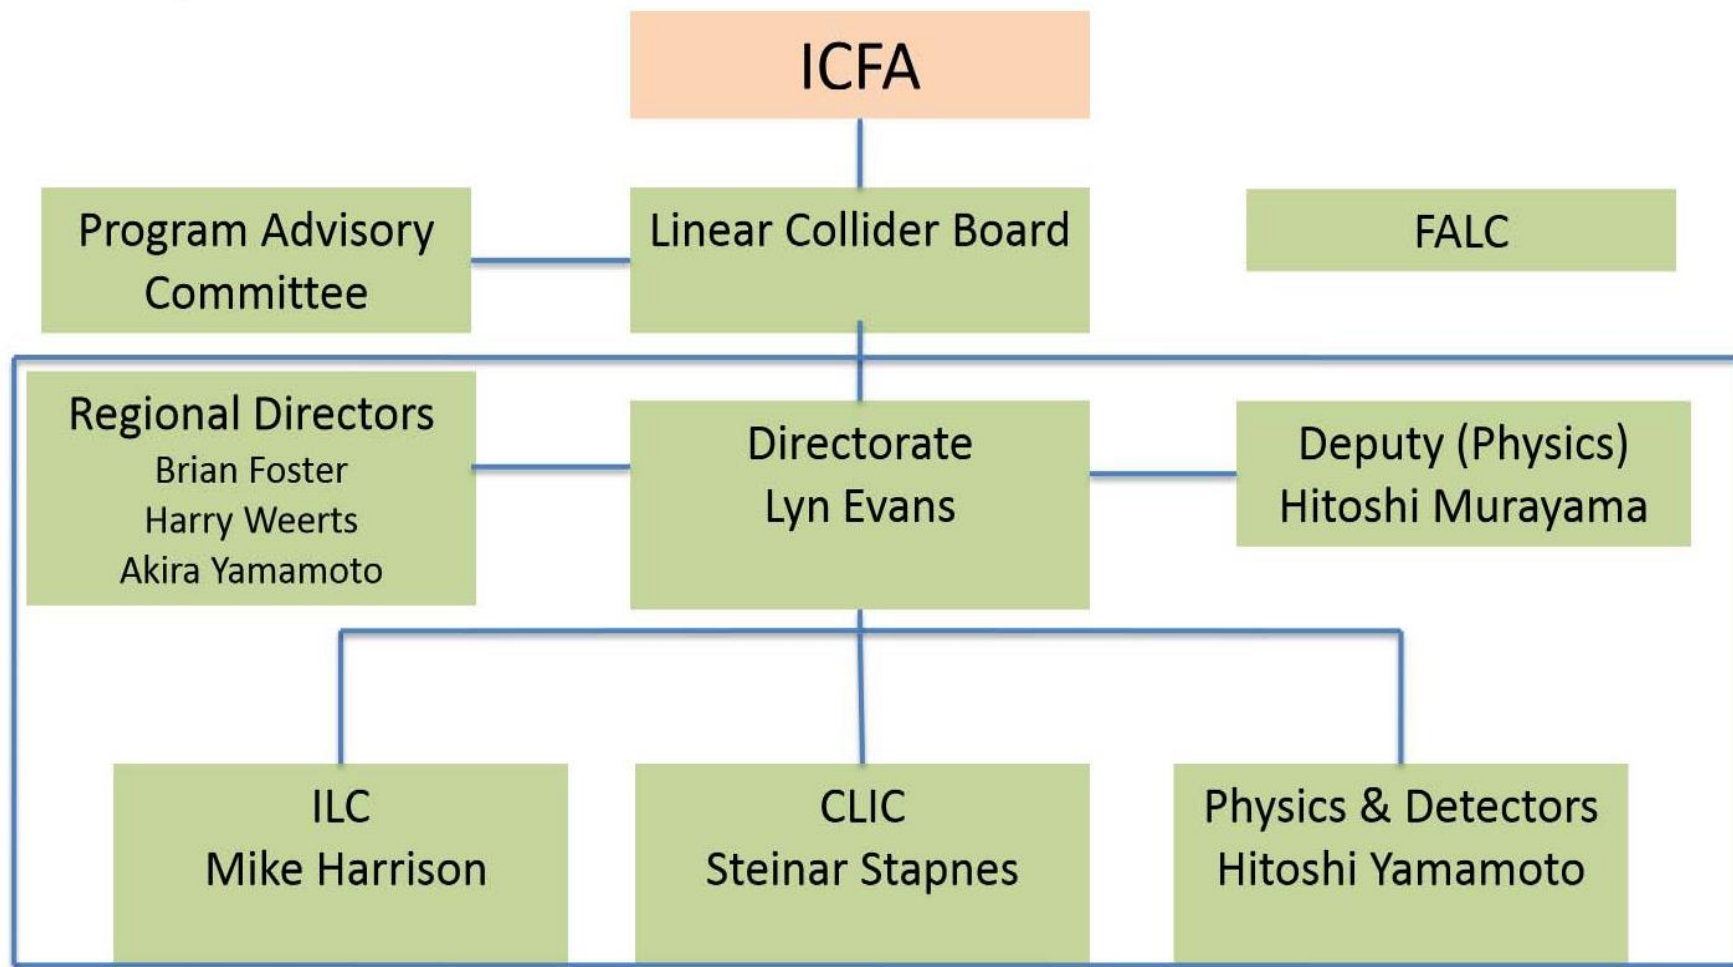 ICFA
Program Advisory
Committee
Linear Collider Board
FALC
Regional Directors
Brian Foster
Harry Weerts
Akira Yamamoto
Directorate
Lyn Evans
Deputy (Physics)
Hitoshi Murayama
ILC
Mike Harrison
CLIC
Steinar Stapnes
Physics & Detectors
Hitoshi Yamamoto